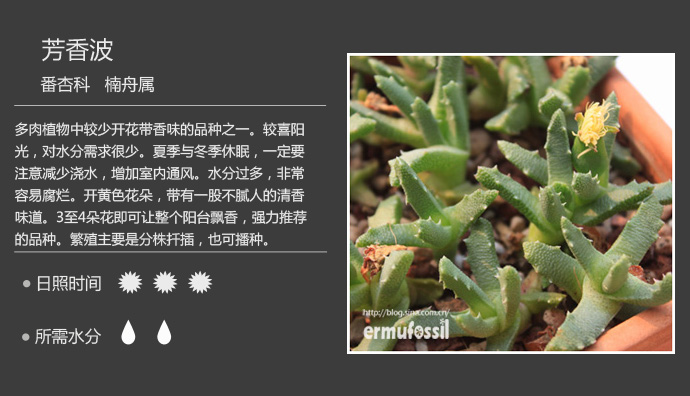 芳香波
番杏科 楠舟属
多肉植物中较少开花带香味的品种之一。较喜阳
光，对水分需求很少。夏季与冬季休眠，一定要
注意减少浇水，增加室内通风。水分过多，非常
容易腐烂。开黄色花朵，带有一股不腻人的清香
味道。3至4朵花即可让整个阳台飘香，强力推荐
的品种。繁殖主要是分株扦插，也可播种。
日照时间
所需水分
http://blog.sina.com.cn/
ermufossil